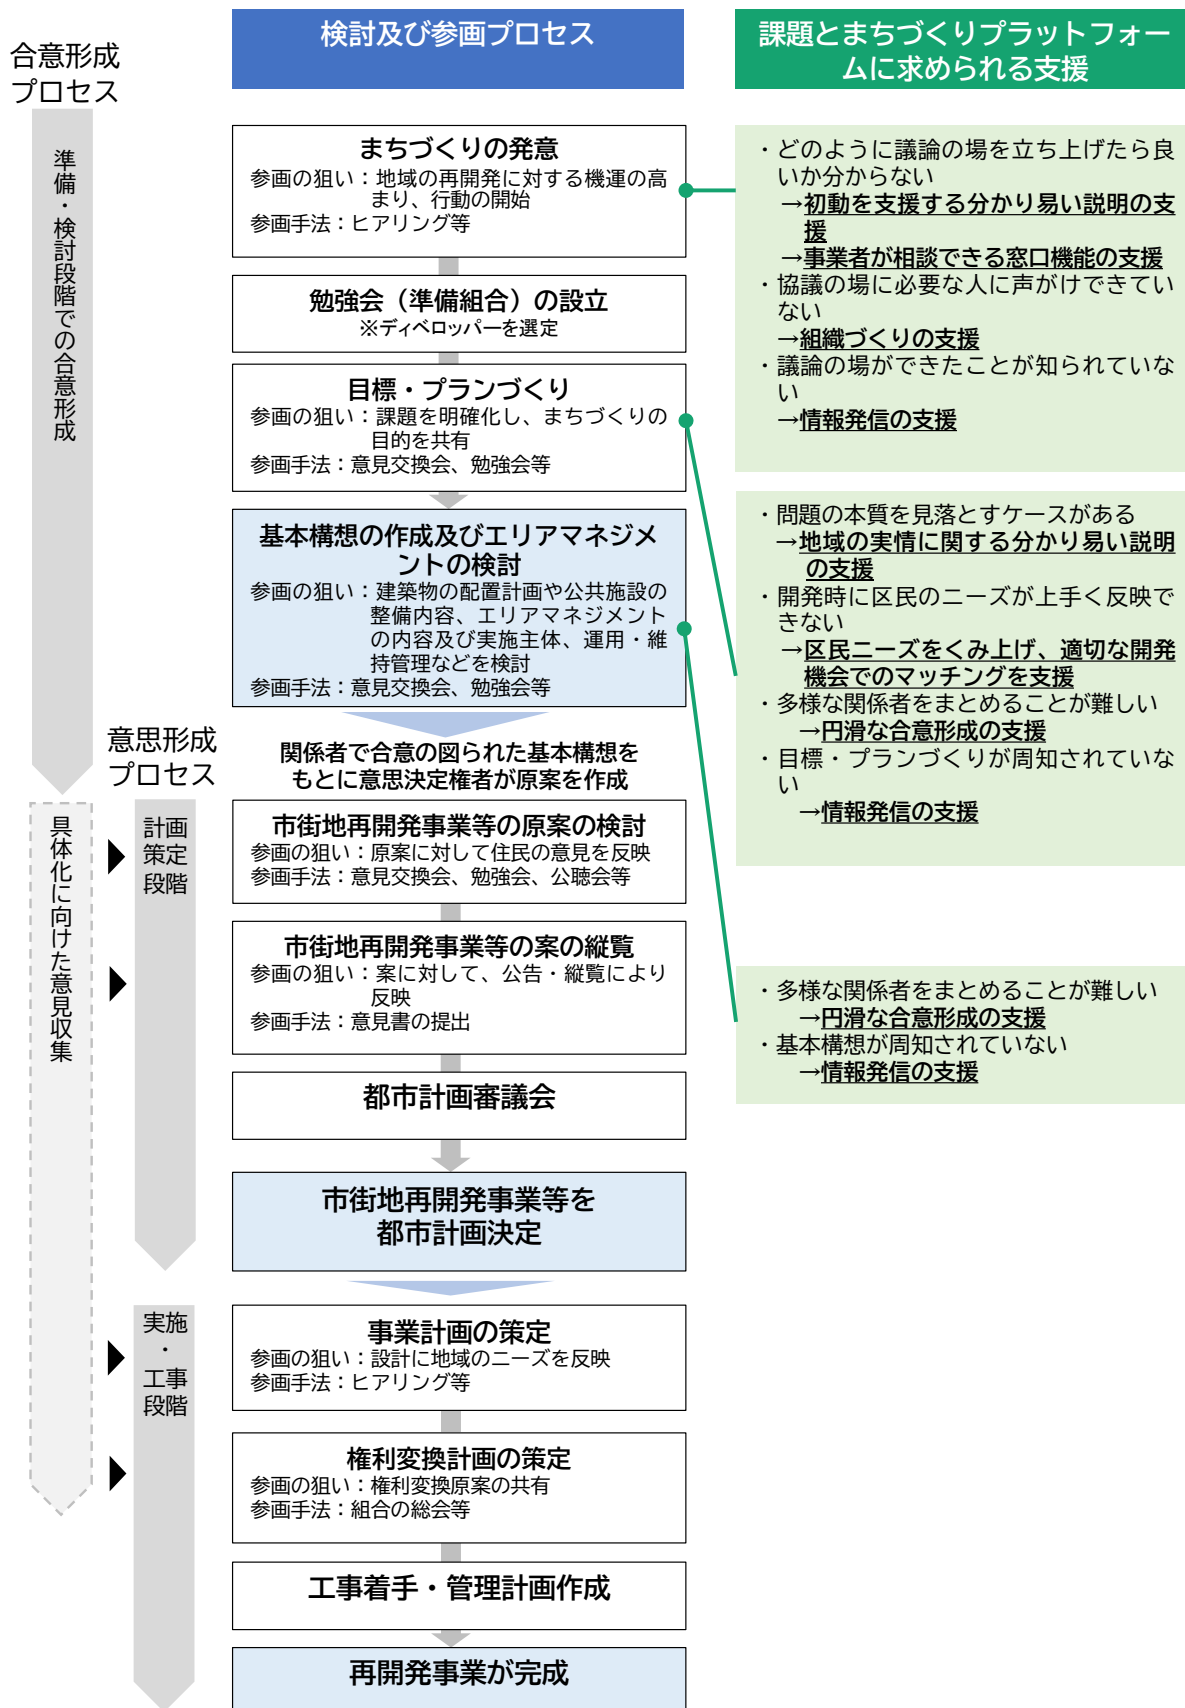 合意形成
プロセス
検討及び参画プロセス
課題とまちづくりプラットフォー
ムに求められる支援
準備・検討段階での合意形成
まちづくりの発意
参画の狙い：地域の再開発に対する機運の高
まり、行動の開始
参画手法：ヒアリング等
勉強会（準備組合）の設立
※ディベロッパーを選定
目標・プランづくり
参画の狙い：課題を明確化し、まちづくりの
目的を共有
参画手法：意見交換会、勉強会等
基本構想の作成及びエリアマネジメ
ントの検討
参画の狙い：建築物の配置計画や公共施設の
整備内容、エリアマネジメント
の内容及び実施主体、運用・維
持管理などを検討
参画手法：意見交換会、勉強会等
関係者で合意の図られた基本構想を
もとに意思決定権者が原案を作成
意思形成
プロセス
具体化に向けた意見収集
計画
策定
段階
市街地再開発事業等の原案の検討
参画の狙い：原案に対して住民の意見を反映
参画手法：意見交換会、勉強会、公聴会等
市街地再開発事業等の案の縦覧
参画の狙い：案に対して、公告・縦覧により
反映
参画手法：意見書の提出
都市計画審議会
市街地再開発事業等を
都市計画決定
実施
・
工事
段階
事業計画の策定
参画の狙い：設計に地域のニーズを反映
参画手法：ヒアリング等
権利変換計画の策定
参画の狙い：権利変換原案の共有
参画手法：組合の総会等
工事着手・管理計画作成
再開発事業が完成
・どのように議論の場を立ち上げたら良
いか分からない
→初動を支援する分かり易い説明の支
援
→事業者が相談できる窓口機能の支援
・協議の場に必要な人に声がけできてい
ない
→組織づくりの支援
・議論の場ができたことが知られていな
い
→情報発信の支援
・問題の本質を見落とすケースがある
→地域の実情に関する分かり易い説明
の支援
・開発時に区民のニーズが上手く反映で
きない
→区民ニーズをくみ上げ、適切な開発
機会でのマッチングを支援
・多様な関係者をまとめることが難しい
→円滑な合意形成の支援
・目標・プランづくりが周知されていな
い
→情報発信の支援
・多様な関係者をまとめることが難しい
→円滑な合意形成の支援
・基本構想が周知されていない
→情報発信の支援